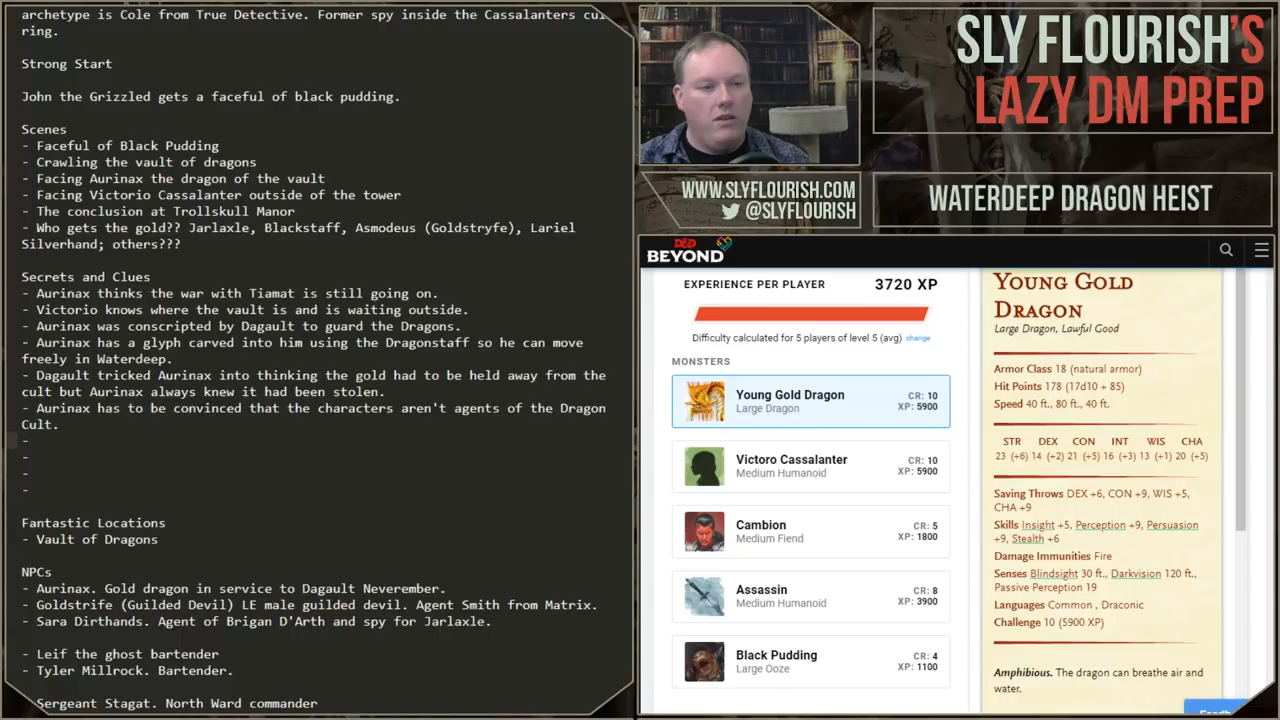 archetype is Cole from True Detective. Former spy inside the Cassalanters cu
ring.
Strong Start
John the Grizzled gets a faceful of black pudding.
Scenes
- Faceful of Black Pudding
- Crawling the vault of dragons
- Facing Aurinax the dragon of the vault
- Facing Victorio Cassalanter outside of the tower
- The conclusion at Trollskull Manor
- Who gets the gold?? Jarlaxle, Blackstaff, Asmodeus (Goldstryfe), Lariel
Silverhand; others???
Secrets and Clues
- Aurinax thinks the war with Tiamat is still going on.
- Victorio knows where the vault is and is waiting outside.
- Aurinax was conscripted by Dagault to guard the Dragons.
- Aurinax has a glyph carved into him using the Dragonstaff so he can move
freely in Waterdeep.
- Dagault tricked Aurinax into thinking the gold had to be held away from the
cult but Aurinax always knew it had been stolen.
- Aurinax has to be convinced that the characters aren't agents of the Dragon
Cult.
-
-
-
-
Fantastic Locations
- Vault of Dragons
NPCs
- Aurinax. Gold dragon in service to Dagault Neverember.
- Goldstrife (Guilded Devil) LE male guilded devil. Agent Smith from Matrix.
- Sara Dirthands. Agent of Brigan D'Arth and spy for Jarlaxle.
- Leif the ghost bartender
- Tyler Millrock. Bartender.
Sergeant Stagat. North Ward commander
SLY FLOURISH'S
LAZY DM PREP
WWW.SLYFLOURISH.COM
@SLYFLOURISH
WATERDEEP DRAGON HEIST
D&D
BEYOND
EXPERIENCE PER PLAYER 3720 XP
Difficulty calculated for 5 players of level 5 (avg) change
MONSTERS
Young Gold Dragon CR: 10
Large Dragon XP: 5900
Victoro Cassalanter CR: 10
Medium Humanoid XP: 5900
Cambion CR: 5
Medium Fiend XP: 1800
Assassin CR: 8
Medium Humanoid XP: 3900
Black Pudding CR: 4
Large Ooze XP: 1100
Young Gold
Dragon
Large Dragon, Lawful Good
Armor Class 18 (natural armor)
Hit Points 178 (17d10 + 85)
Speed 40 ft., 80 ft., 40 ft.
STR DEX CON INT WIS CHA
23 (+6) 14 (+2) 21 (+5) 16 (+3) 13 (+1) 20 (+5)
Saving Throws DEX +6, CON +9, WIS +5,
CHA +9
Skills Insight +5, Perception +9, Persuasion
+9, Stealth +6
Damage Immunities Fire
Senses Blindsight 30 ft., Darkvision 120 ft.,
Passive Perception 19
Languages Common , Draconic
Challenge 10 (5900 XP)
Amphibious. The dragon can breathe air and
water.